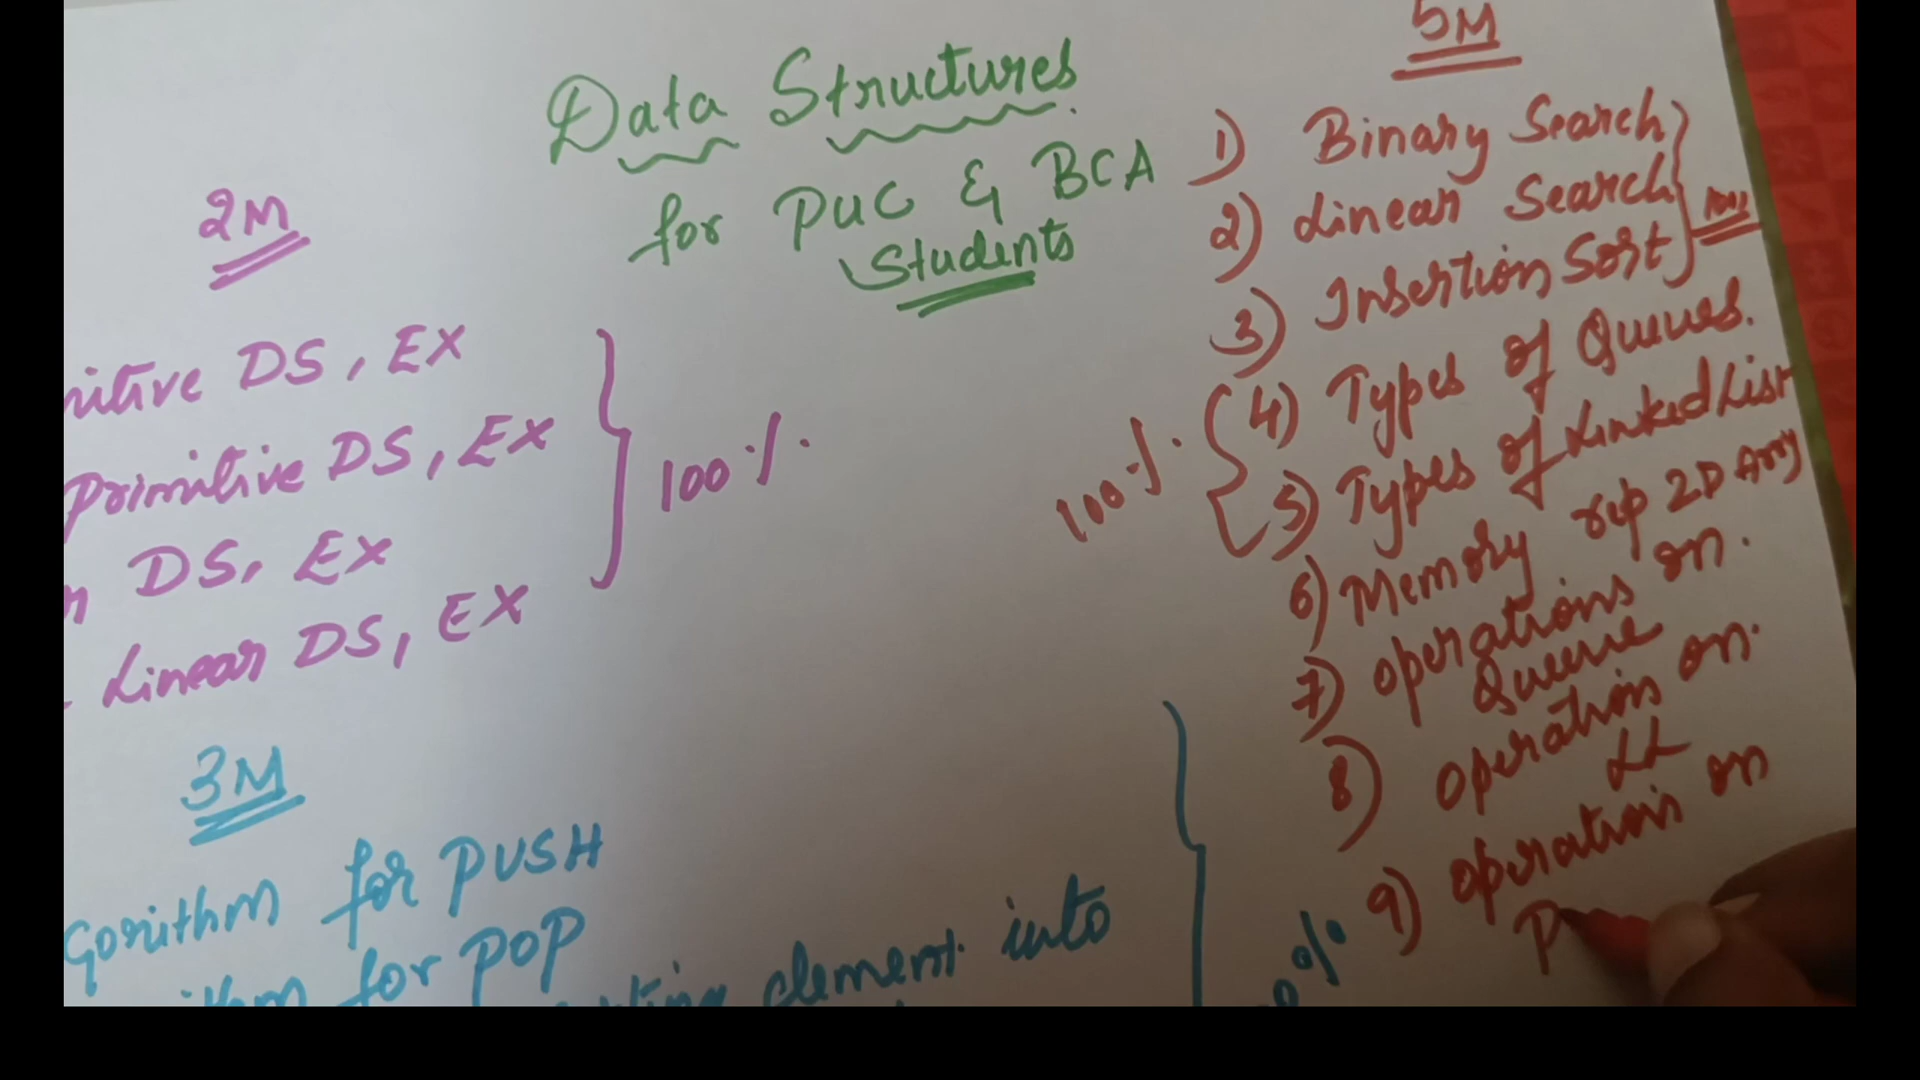 Data Structures
for PUC & BCA
Students
2M
mitive DS, EX
Primitive DS, EX
DS, EX
Linear DS, EX
100 %.
3M
gorithm for PUSH
ithm for POP
element into
5M
1) Binary Search
2) Linear Search
3) Insertion Sort
4) Types of Queues.
5) Types of Linked List
100 %.
6) Memory rep 2D Arry
7) operations on.
Queue
8) operations on.
LL
9) operations on
P